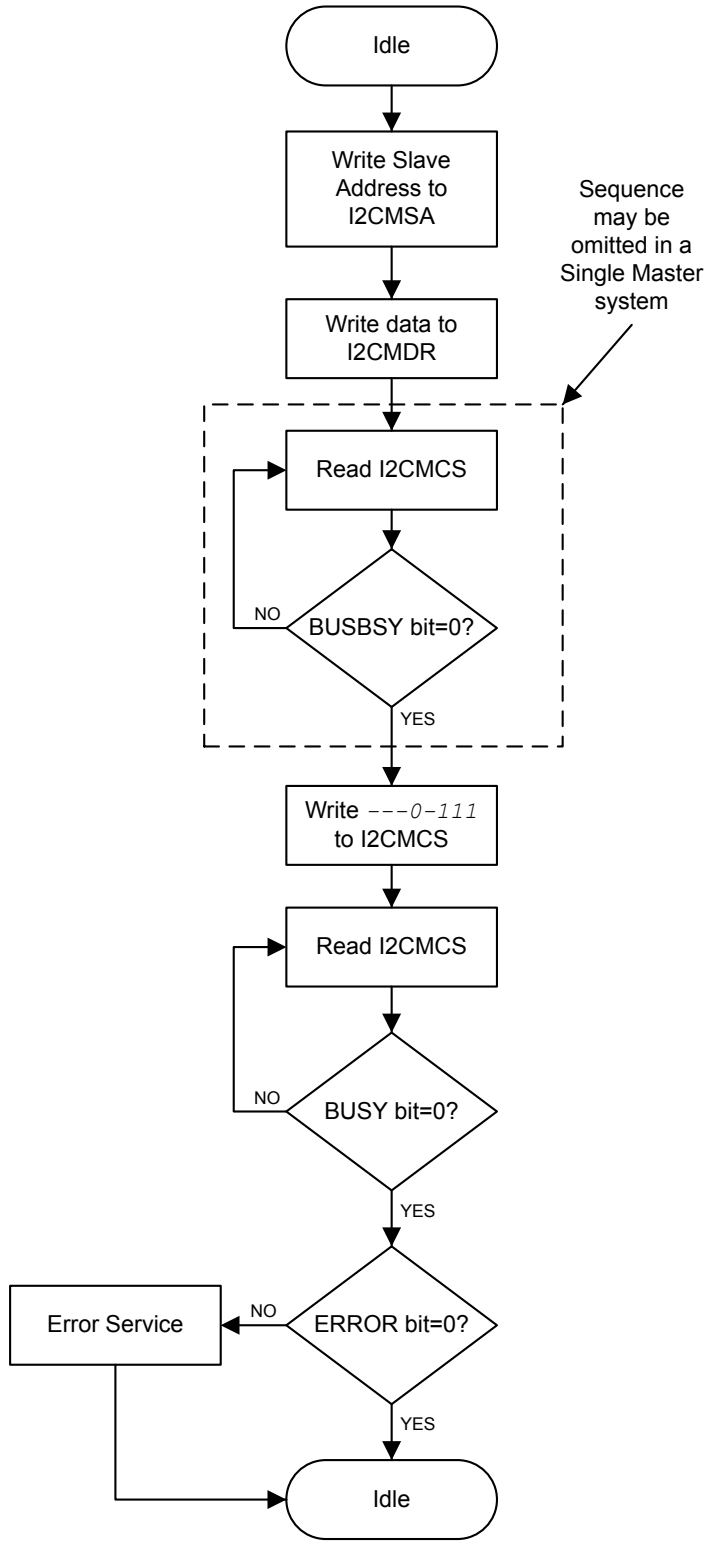 Idle
Write Slave
Address to
I2CMSA
Sequence
may be
omitted in a
Single Master
system
Write data to
I2CMDR
Read I2CMCS
BUSBSY bit=0?
NO
YES
Write ---0-111
to I2CMCS
Read I2CMCS
BUSY bit=0?
NO
YES
ERROR bit=0?
NO
Error Service
YES
Idle